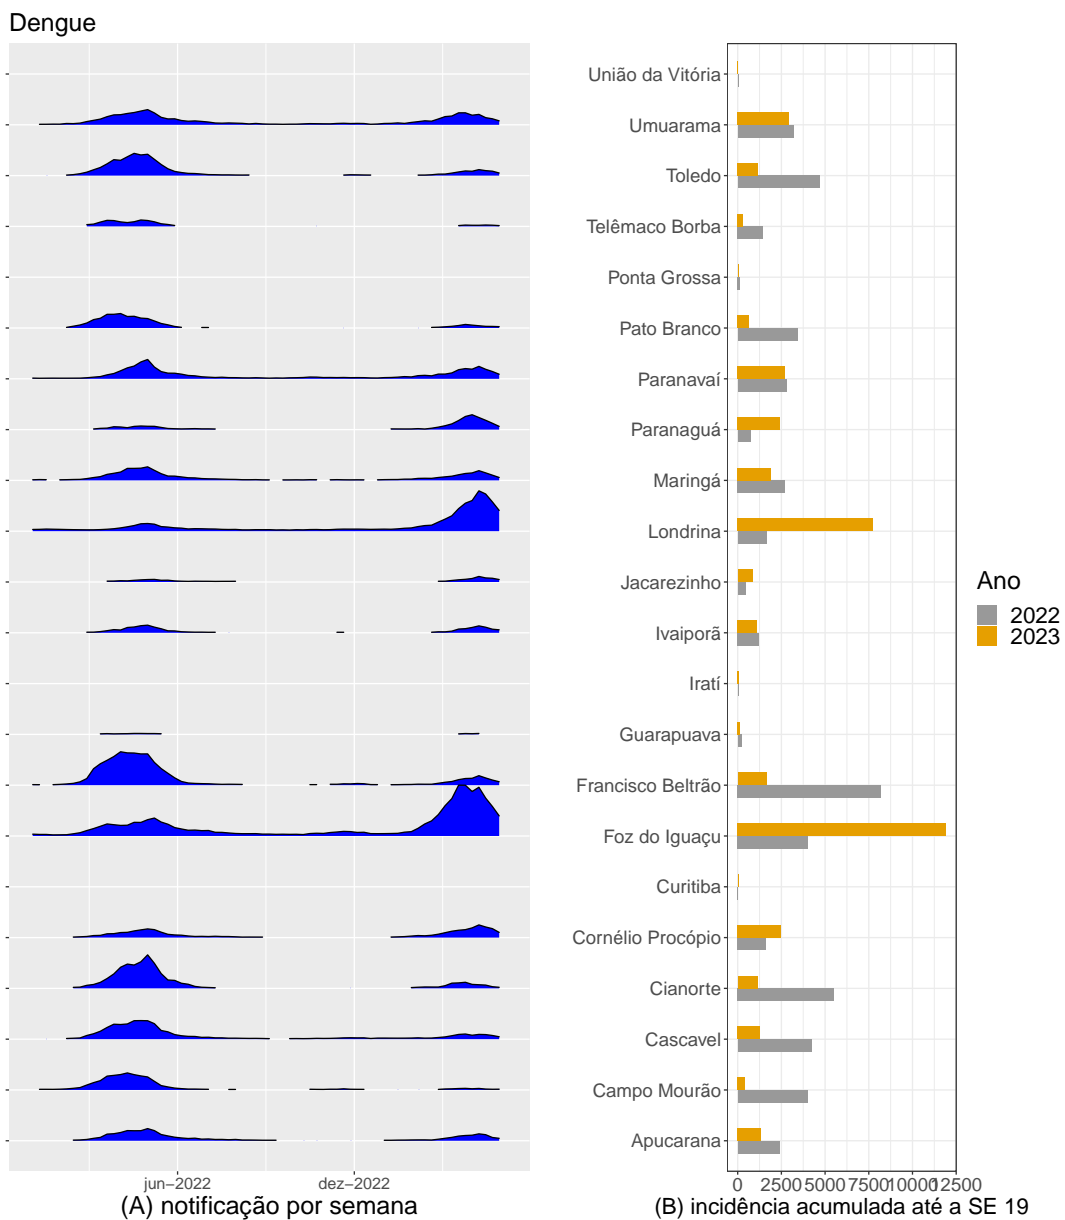 Dengue
União da Vitória
Umuarama
Toledo
Telêmaco Borba
Ponta Grossa
Pato Branco
Paranavaí
Paranaguá
Maringá
Londrina
Jacarezinho
Ivaiporã
Iratí
Guarapuava
Francisco Beltrão
Foz do Iguaçu
Curitiba
Cornélio Procópio
Cianorte
Cascavel
Campo Mourão
Apucarana
Ano
2022
2023
jun−2022 dez−2022
0 2500 5000 7500 10000 12500
(A) notificação por semana
(B) incidência acumulada até a SE 19